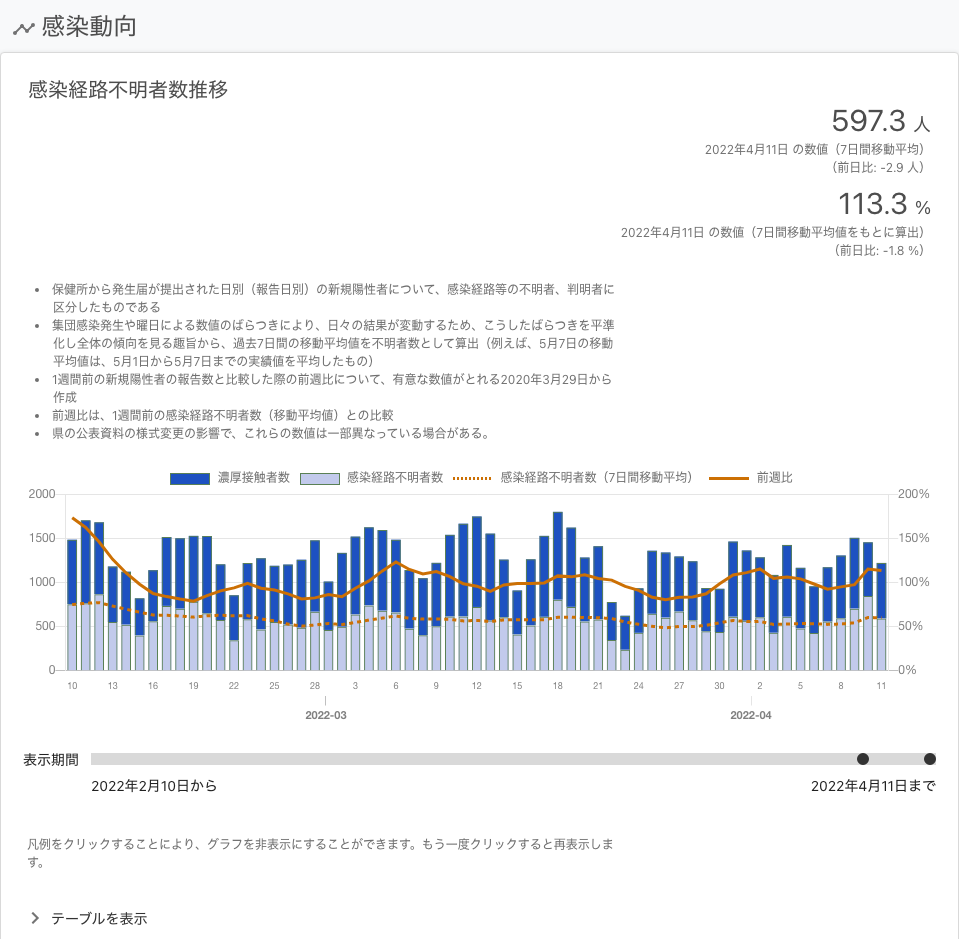 感染動向
感染経路不明者数推移
597.3 人
2022年4月11日 の数値（7日間移動平均）
（前日比: -2.9 人）
113.3 %
2022年4月11日 の数値（7日間移動平均値をもとに算出）
（前日比: -1.8 %）
• 保健所から発生届が提出された日別（報告日別）の新規陽性者について、感染経路等の不明者、判明者に
区分したものである
• 集団感染発生や曜日による数値のばらつきにより、日々の結果が変動するため、こうしたばらつきを平準
化し全体の傾向を見る趣旨から、過去7日間の移動平均値を不明者数として算出（例えば、5月7日の移動
平均値は、5月1日から5月7日までの実績値を平均したもの）
• 1週間前の新規陽性者の報告数と比較した際の前週比について、有意な数値がとれる2020年3月29日から
作成
• 前週比は、1週間前の感染経路不明者数（移動平均値）との比較
• 県の公表資料の様式変更の影響で、これらの数値は一部異なっている場合がある。
濃厚接触者数 感染経路不明者数 感染経路不明者数（7日間移動平均） 前週比
2000 200%
1500 150%
1000 100%
500 50%
0 0%
10 13 16 19 22 25 28 3 6 9 12 15 18 21 24 27 30 2 5 8 11
2022-03 2022-04
表示期間
2022年2月10日から 2022年4月11日まで
凡例をクリックすることにより、グラフを非表示にすることができます。もう一度クリックすると再表示しま
す。
テーブルを表示